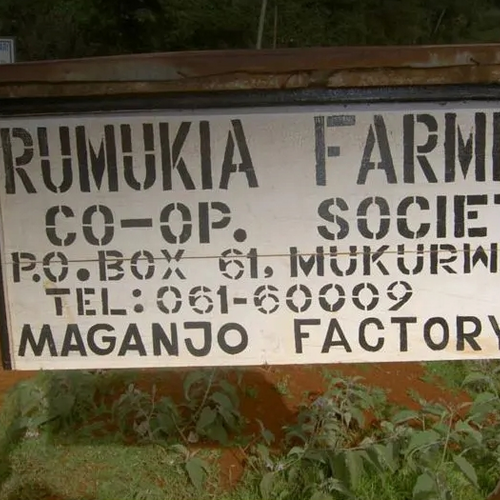 RUMUKIA FARME
CO-OP. SOCIET
P.O.BOX 61, MUKURW
TEL: 061-60009
MAGANJO FACTORY